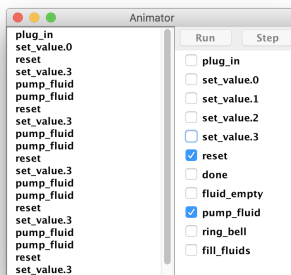 Animator
plug_in
set_value.0
reset
set_value.3
pump_fluid
pump_fluid
reset
set_value.3
pump_fluid
pump_fluid
reset
set_value.3
pump_fluid
pump_fluid
reset
set_value.3
pump_fluid
pump_fluid
reset
set_value.3
Run Step
plug_in
set_value.0
set_value.1
set_value.2
set_value.3
reset
done
fluid_empty
pump_fluid
ring_bell
fill_fluids